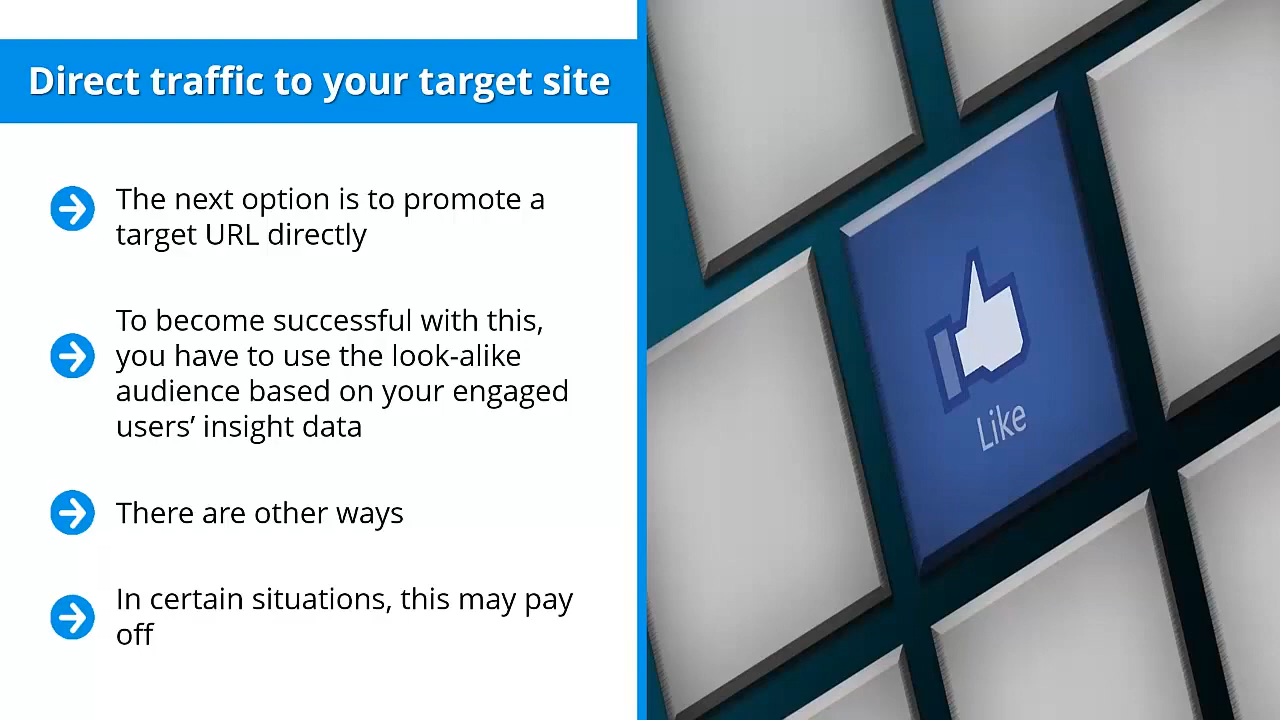 Direct traffic to your target site
The next option is to promote a
target URL directly
To become successful with this,
you have to use the look-alike
audience based on your engaged
users’ insight data
There are other ways
In certain situations, this may pay
off
Like